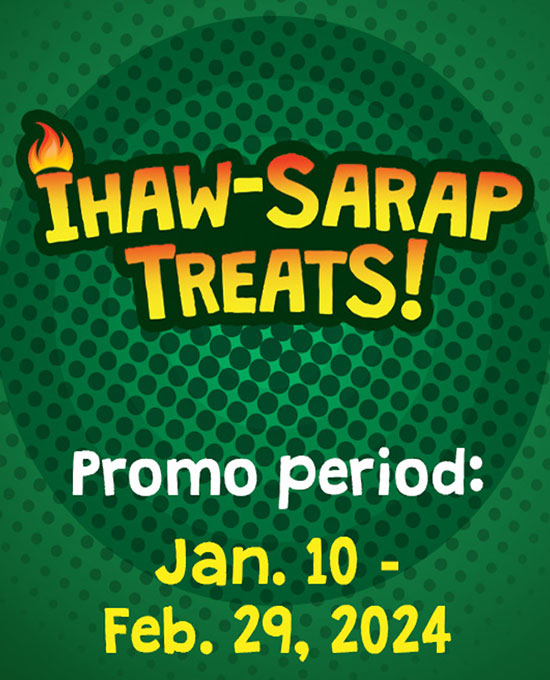 IHAW-SARAP
TREATS!
Promo period:
Jan. 10 -
Feb. 29, 2024